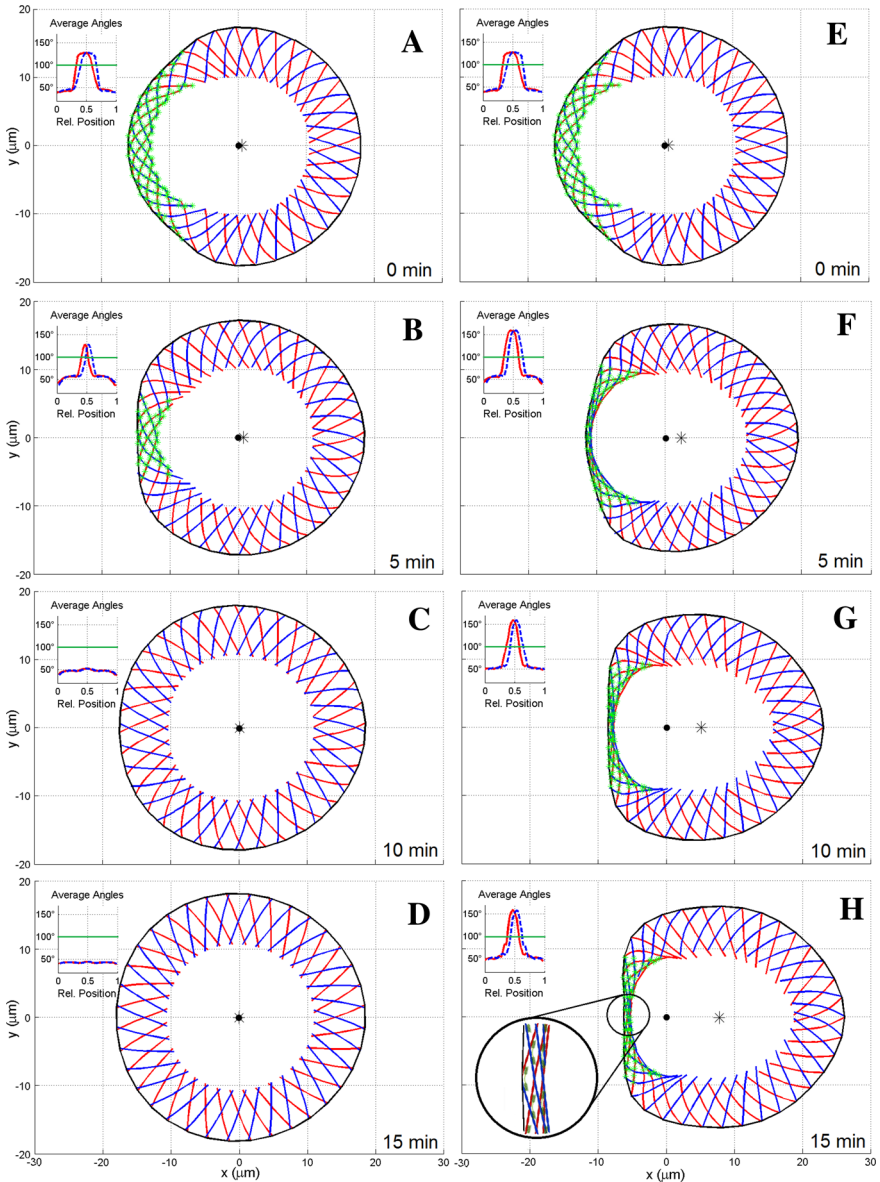 20
Average Angles
150°
100°
50°
0 0.5 1
Rel. Position
A
10
y (μm)
0
-10
-20
0 min
Average Angles
150°
100°
50°
0 0.5 1
Rel. Position
E
0 min
20
Average Angles
150°
100°
50°
0 0.5 1
Rel. Position
B
10
y (μm)
0
-10
-20
5 min
Average Angles
150°
100°
50°
0 0.5 1
Rel. Position
F
5 min
20
Average Angles
150°
100°
50°
0 0.5 1
Rel. Position
C
10
y (μm)
0
-10
-20
10 min
Average Angles
150°
100°
50°
0 0.5 1
Rel. Position
G
10 min
20
Average Angles
150°
100°
50°
0 0.5 1
Rel. Position
D
10
y (μm)
0
-10
-20
15 min
-30 -20 -10 0 10 20 30
x (μm)
Average Angles
150°
100°
50°
0 0.5 1
Rel. Position
H
15 min
-30 -20 -10 0 10 20 30
x (μm)